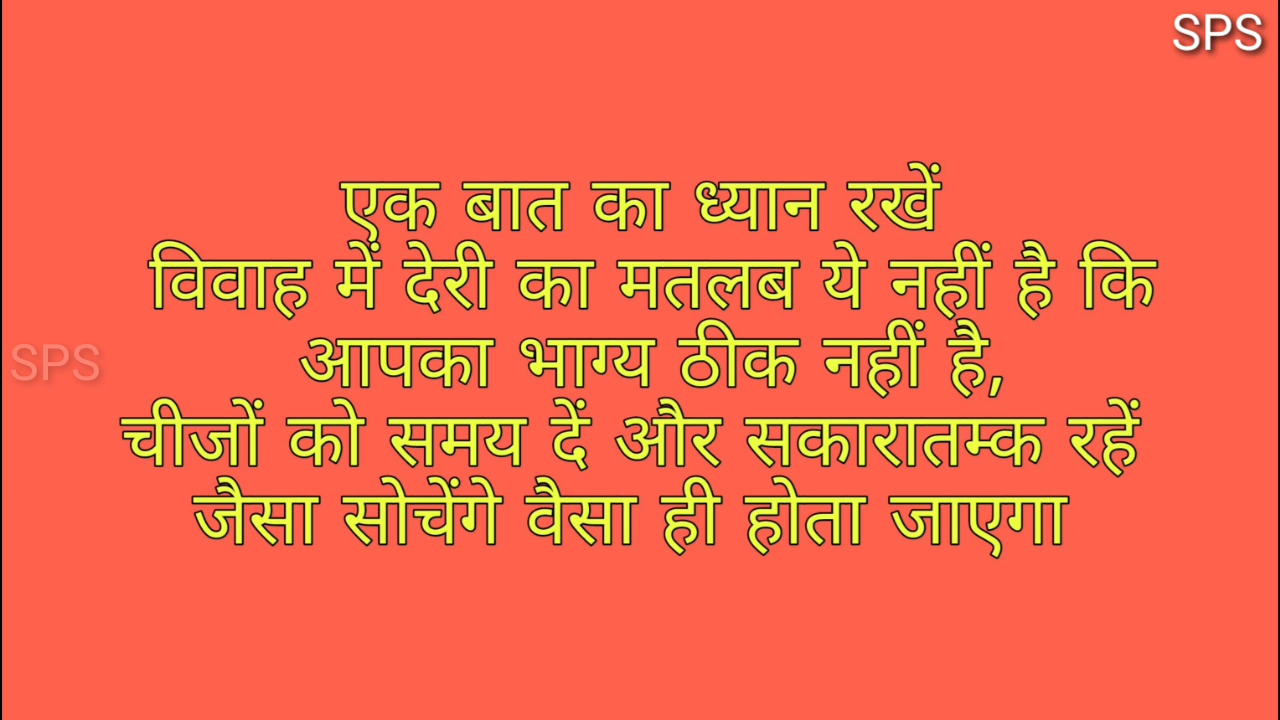 SPS
एक बात का ध्यान रखें
विवाह में देरी का मतलब ये नहीं है कि
आपका भाग्य ठीक नहीं है,
SPS
चीजों को समय दें और सकारातम्क रहें
जैसा सोचेंगे वैसा ही होता जाएगा